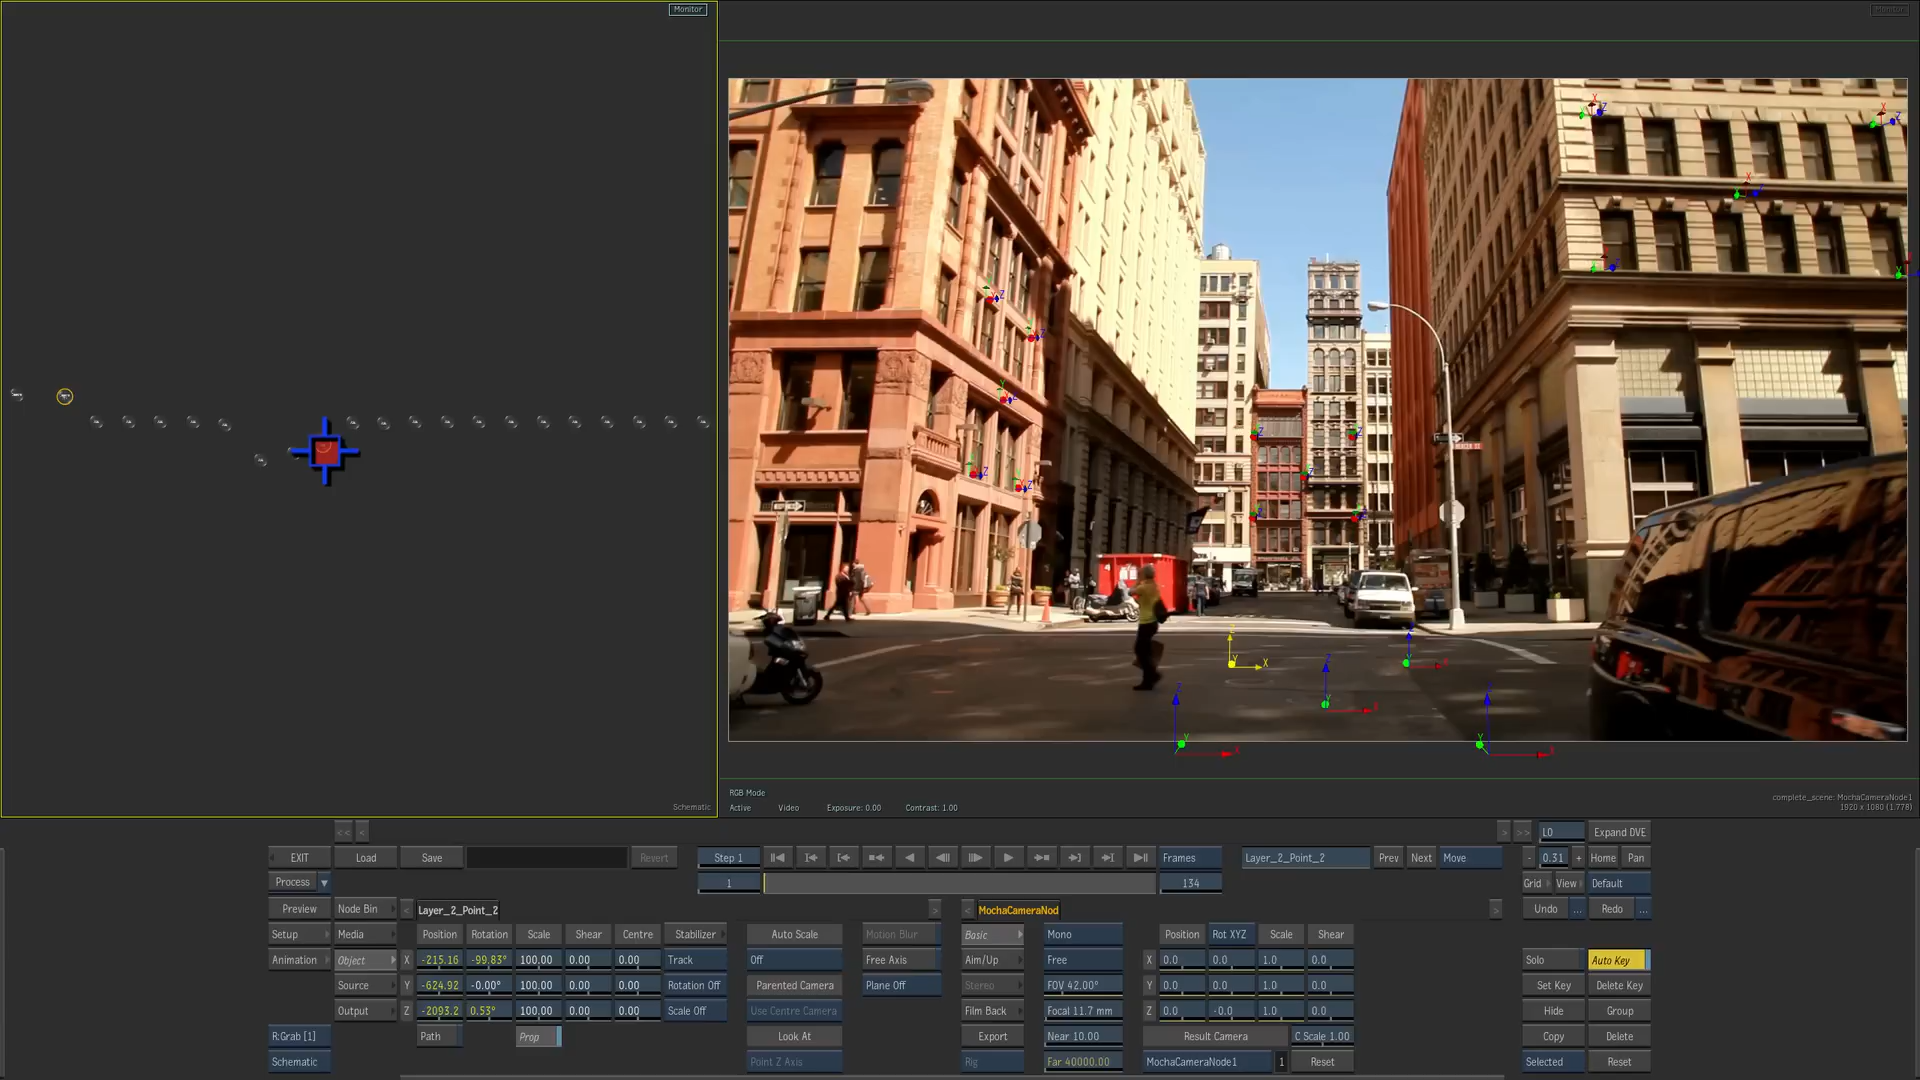 Monitor
Monitor
Schematic
RGB Mode
Active Video Exposure: 0.00 Contrast: 1.00
complete_scene: MochaCameraNode1
1920 x 1080 (1.778)
<< < > >> L0 Expand DVE
EXIT Load Save Revert Step 1 Frames Layer_2_Point_2 Prev Next Move - 0.31 + Home Pan
Process 1 134 Grid View Default
Preview Node Bin < Layer_2_Point_2 > < MochaCameraNod > Undo ... Redo ...
Setup Media Position Rotation Scale Shear Centre Stabilizer Auto Scale Motion Blur Basic Mono Position Rot XYZ Scale Shear
Animation Object X -215.16 -99.83° 100.00 0.00 0.00 Track Off Free Axis Aim/Up Free X 0.0 0.0 1.0 0.0 Solo Auto Key
Source Y -624.92 -0.00° 100.00 0.00 0.00 Rotation Off Parented Camera Plane Off Stereo FOV 42.00° Y 0.0 0.0 1.0 0.0 Set Key Delete Key
Output Z -2093.2 0.53° 100.00 0.00 0.00 Scale Off Use Centre Camera Film Back Focal 11.7 mm Z 0.0 -0.0 1.0 0.0 Hide Group
R:Grab [1] Path Prop Look At Export Near 10.00 Result Camera C Scale 1.00 Copy Delete
Schematic Point Z Axis Rig Far 40000.00 MochaCameraNode1 1 Reset Selected Reset